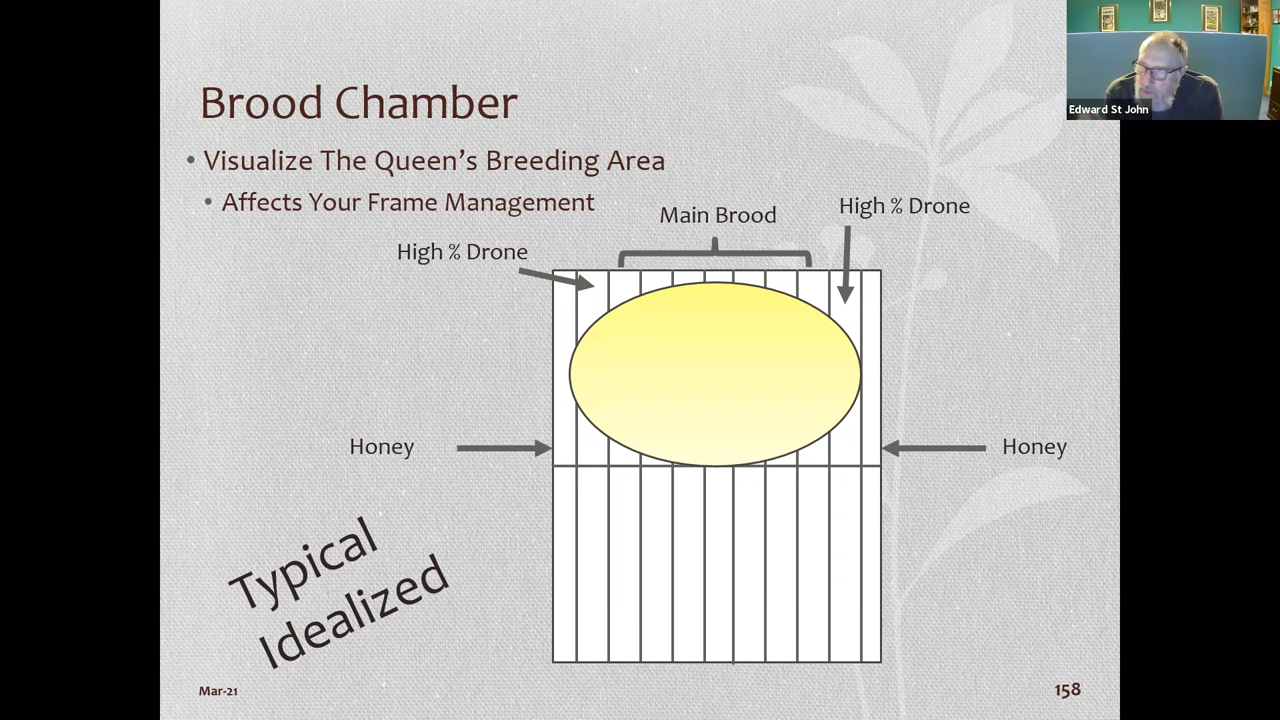 Brood Chamber
• Visualize The Queen’s Breeding Area
• Affects Your Frame Management
High % Drone
Main Brood
High % Drone
Honey
Honey
Typical
Idealized
Mar-21
158
Edward St John